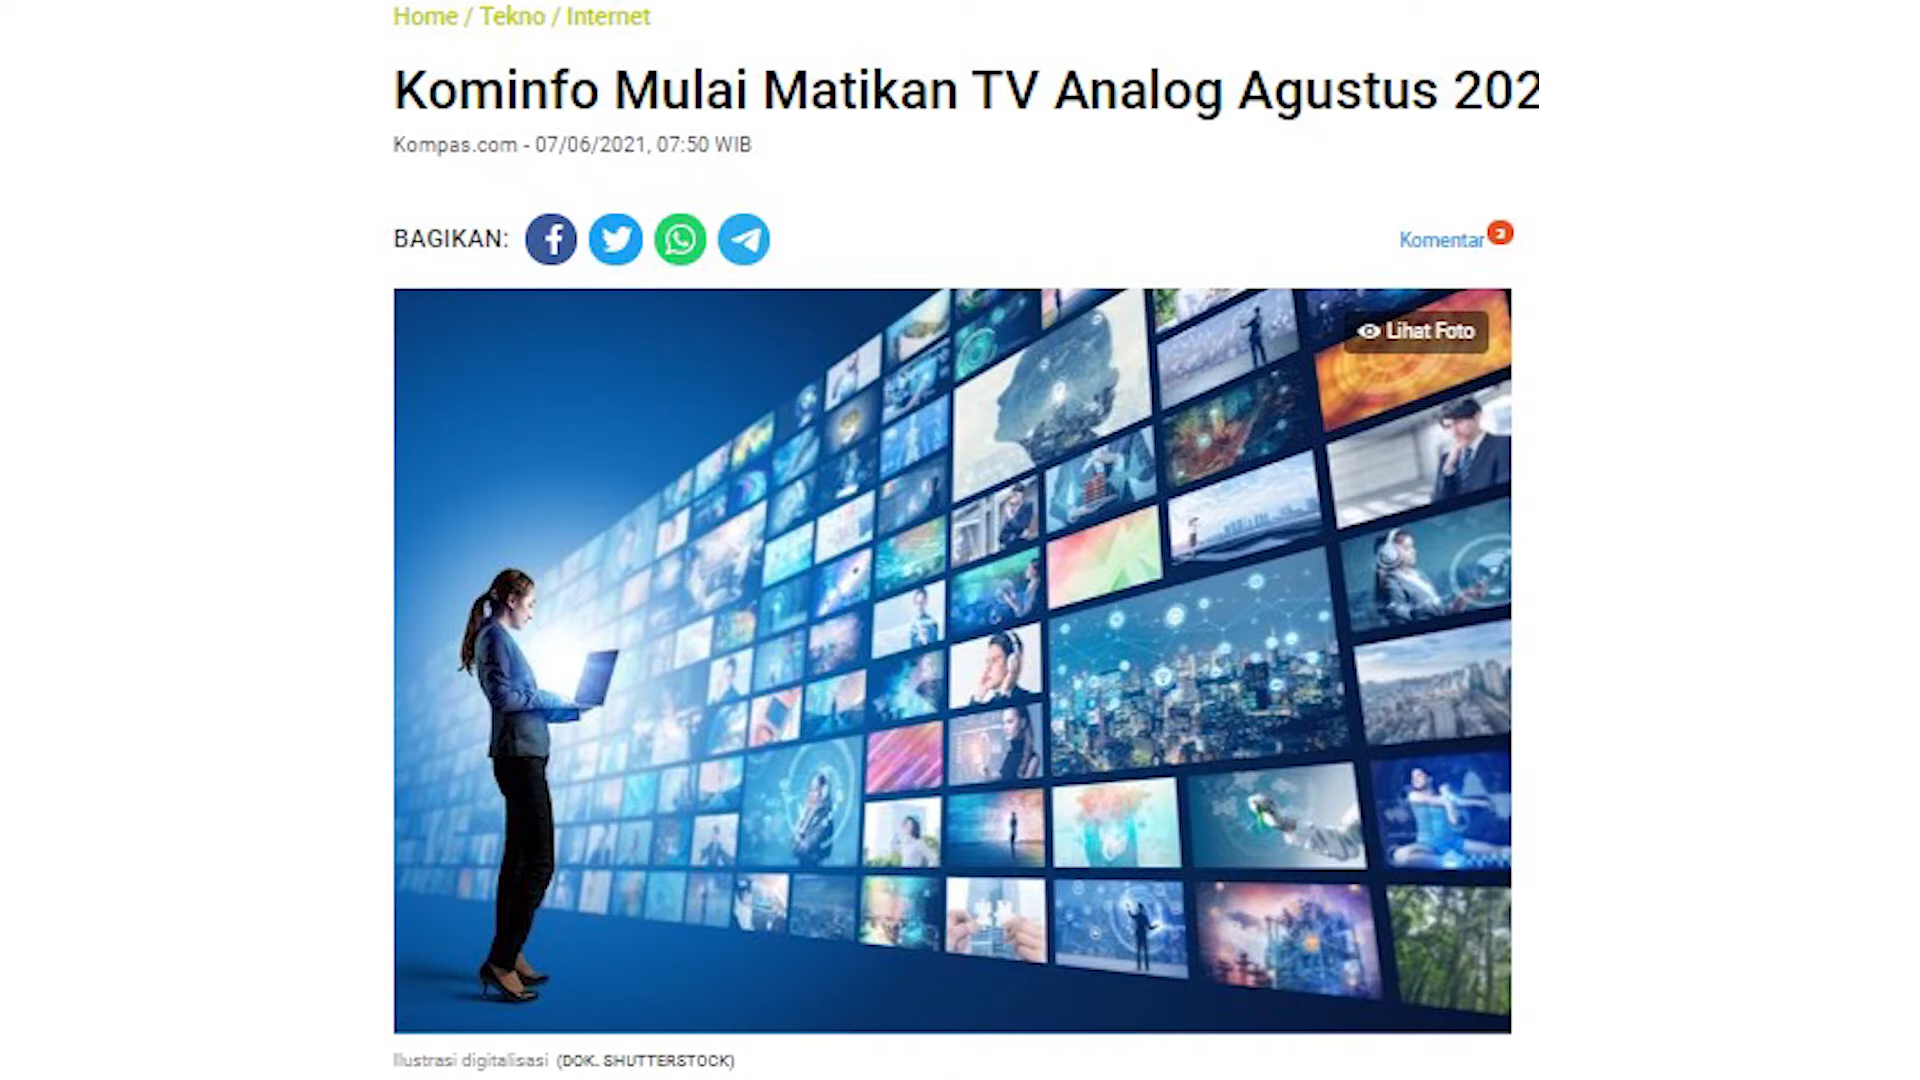 Home / Tekno / Internet
Kominfo Mulai Matikan TV Analog Agustus 202
Kompas.com - 07/06/2021, 07:50 WIB
BAGIKAN:
Komentar
Lihat Foto
Ilustrasi digitalisasi (DOK. SHUTTERSTOCK)